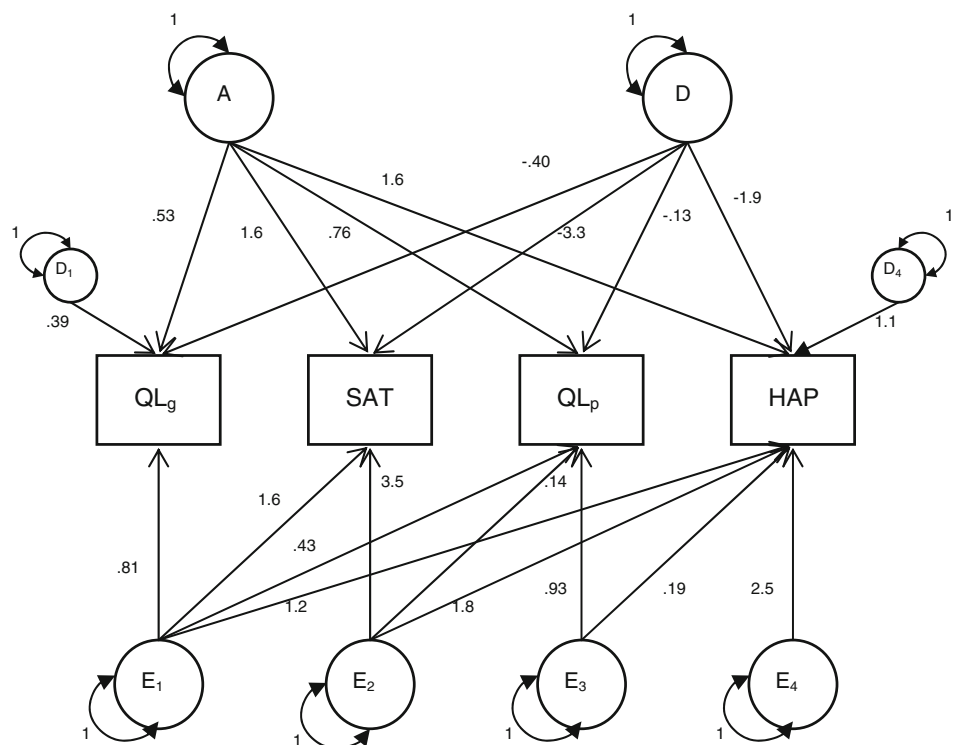 1 1
A D
.53 1.6 .76 1.6 -.40 -3.3 -.13 -1.9
1 1
D₁ D₄
.39 1.1
QLg SAT QLp HAP
.81 1.6 3.5 .43 .14
1.2 1.8 .93 .19 2.5
E₁ E₂ E₃ E₄
1 1 1 1